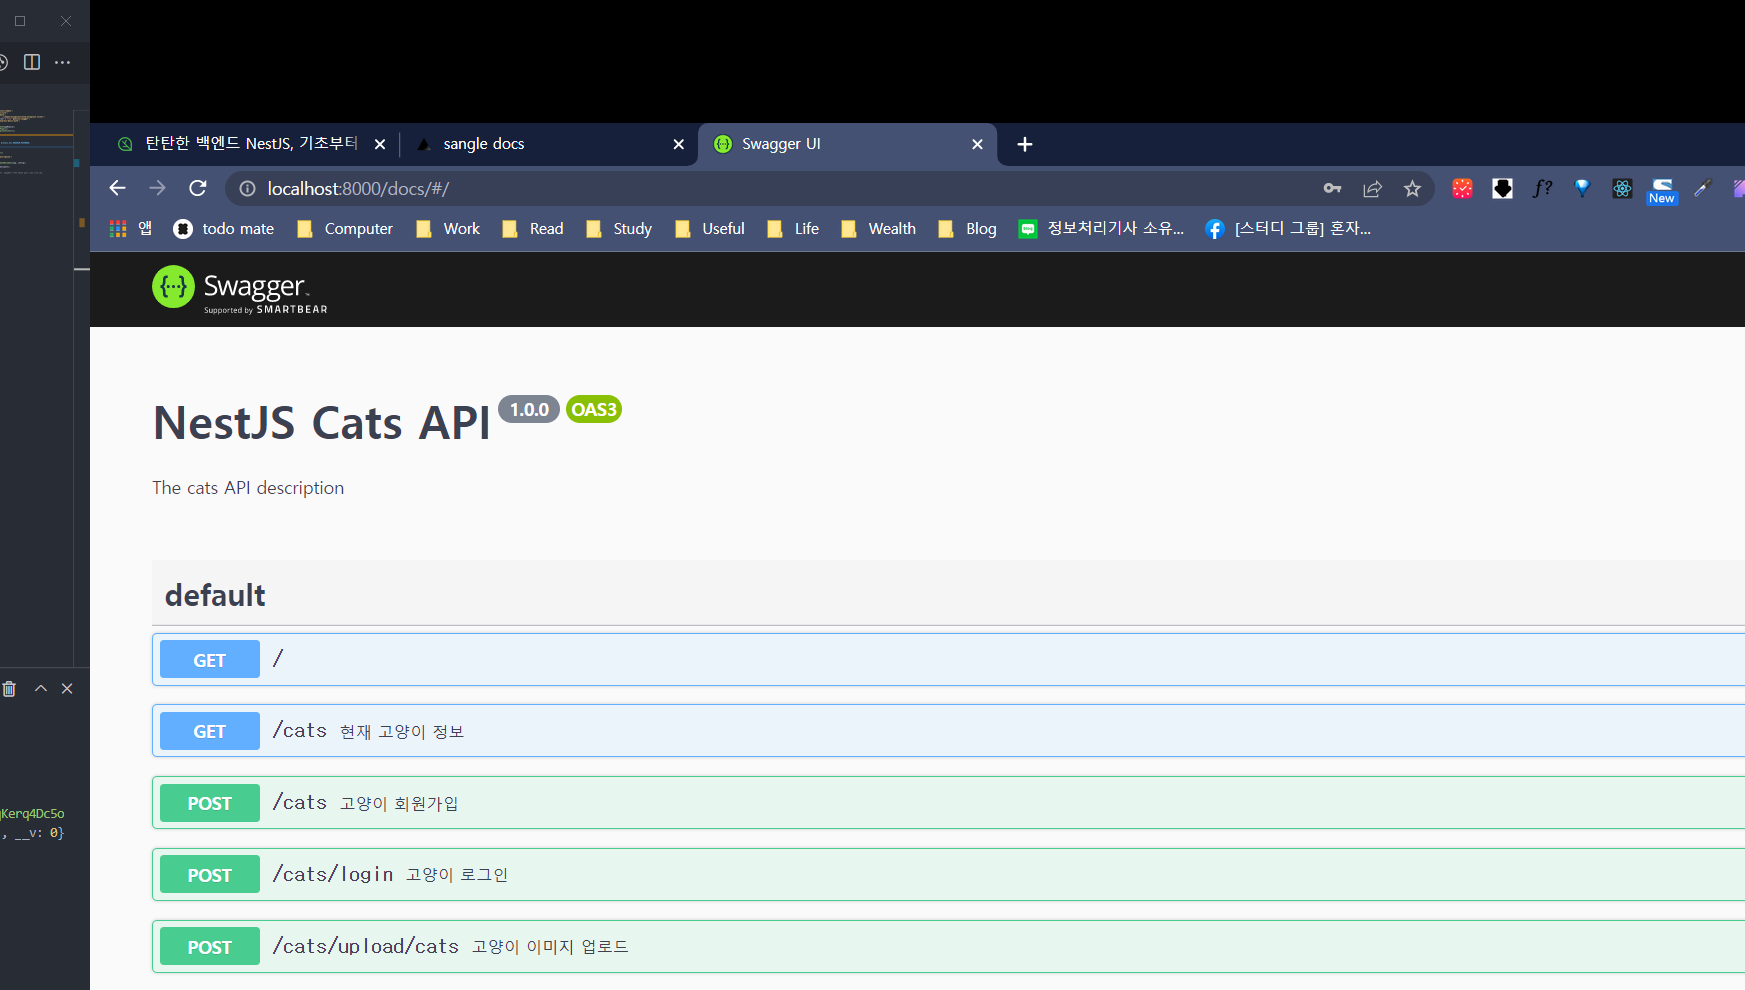 탄탄한 백엔드 NestJS, 기초부터
sangle docs
Swagger UI
localhost:8000/docs/#/
f?
New
앱
todo mate
Computer
Work
Read
Study
Useful
Life
Wealth
Blog
정보처리기사 소유...
[스터디 그룹] 혼자...
Swagger
Supported by SMARTBEAR
NestJS Cats API 1.0.0 OAS3
The cats API description
default
GET /
GET /cats 현재 고양이 정보
POST /cats 고양이 회원가입
Kerq4Dc5o
, __v: 0}
POST /cats/login 고양이 로그인
POST /cats/upload/cats 고양이 이미지 업로드